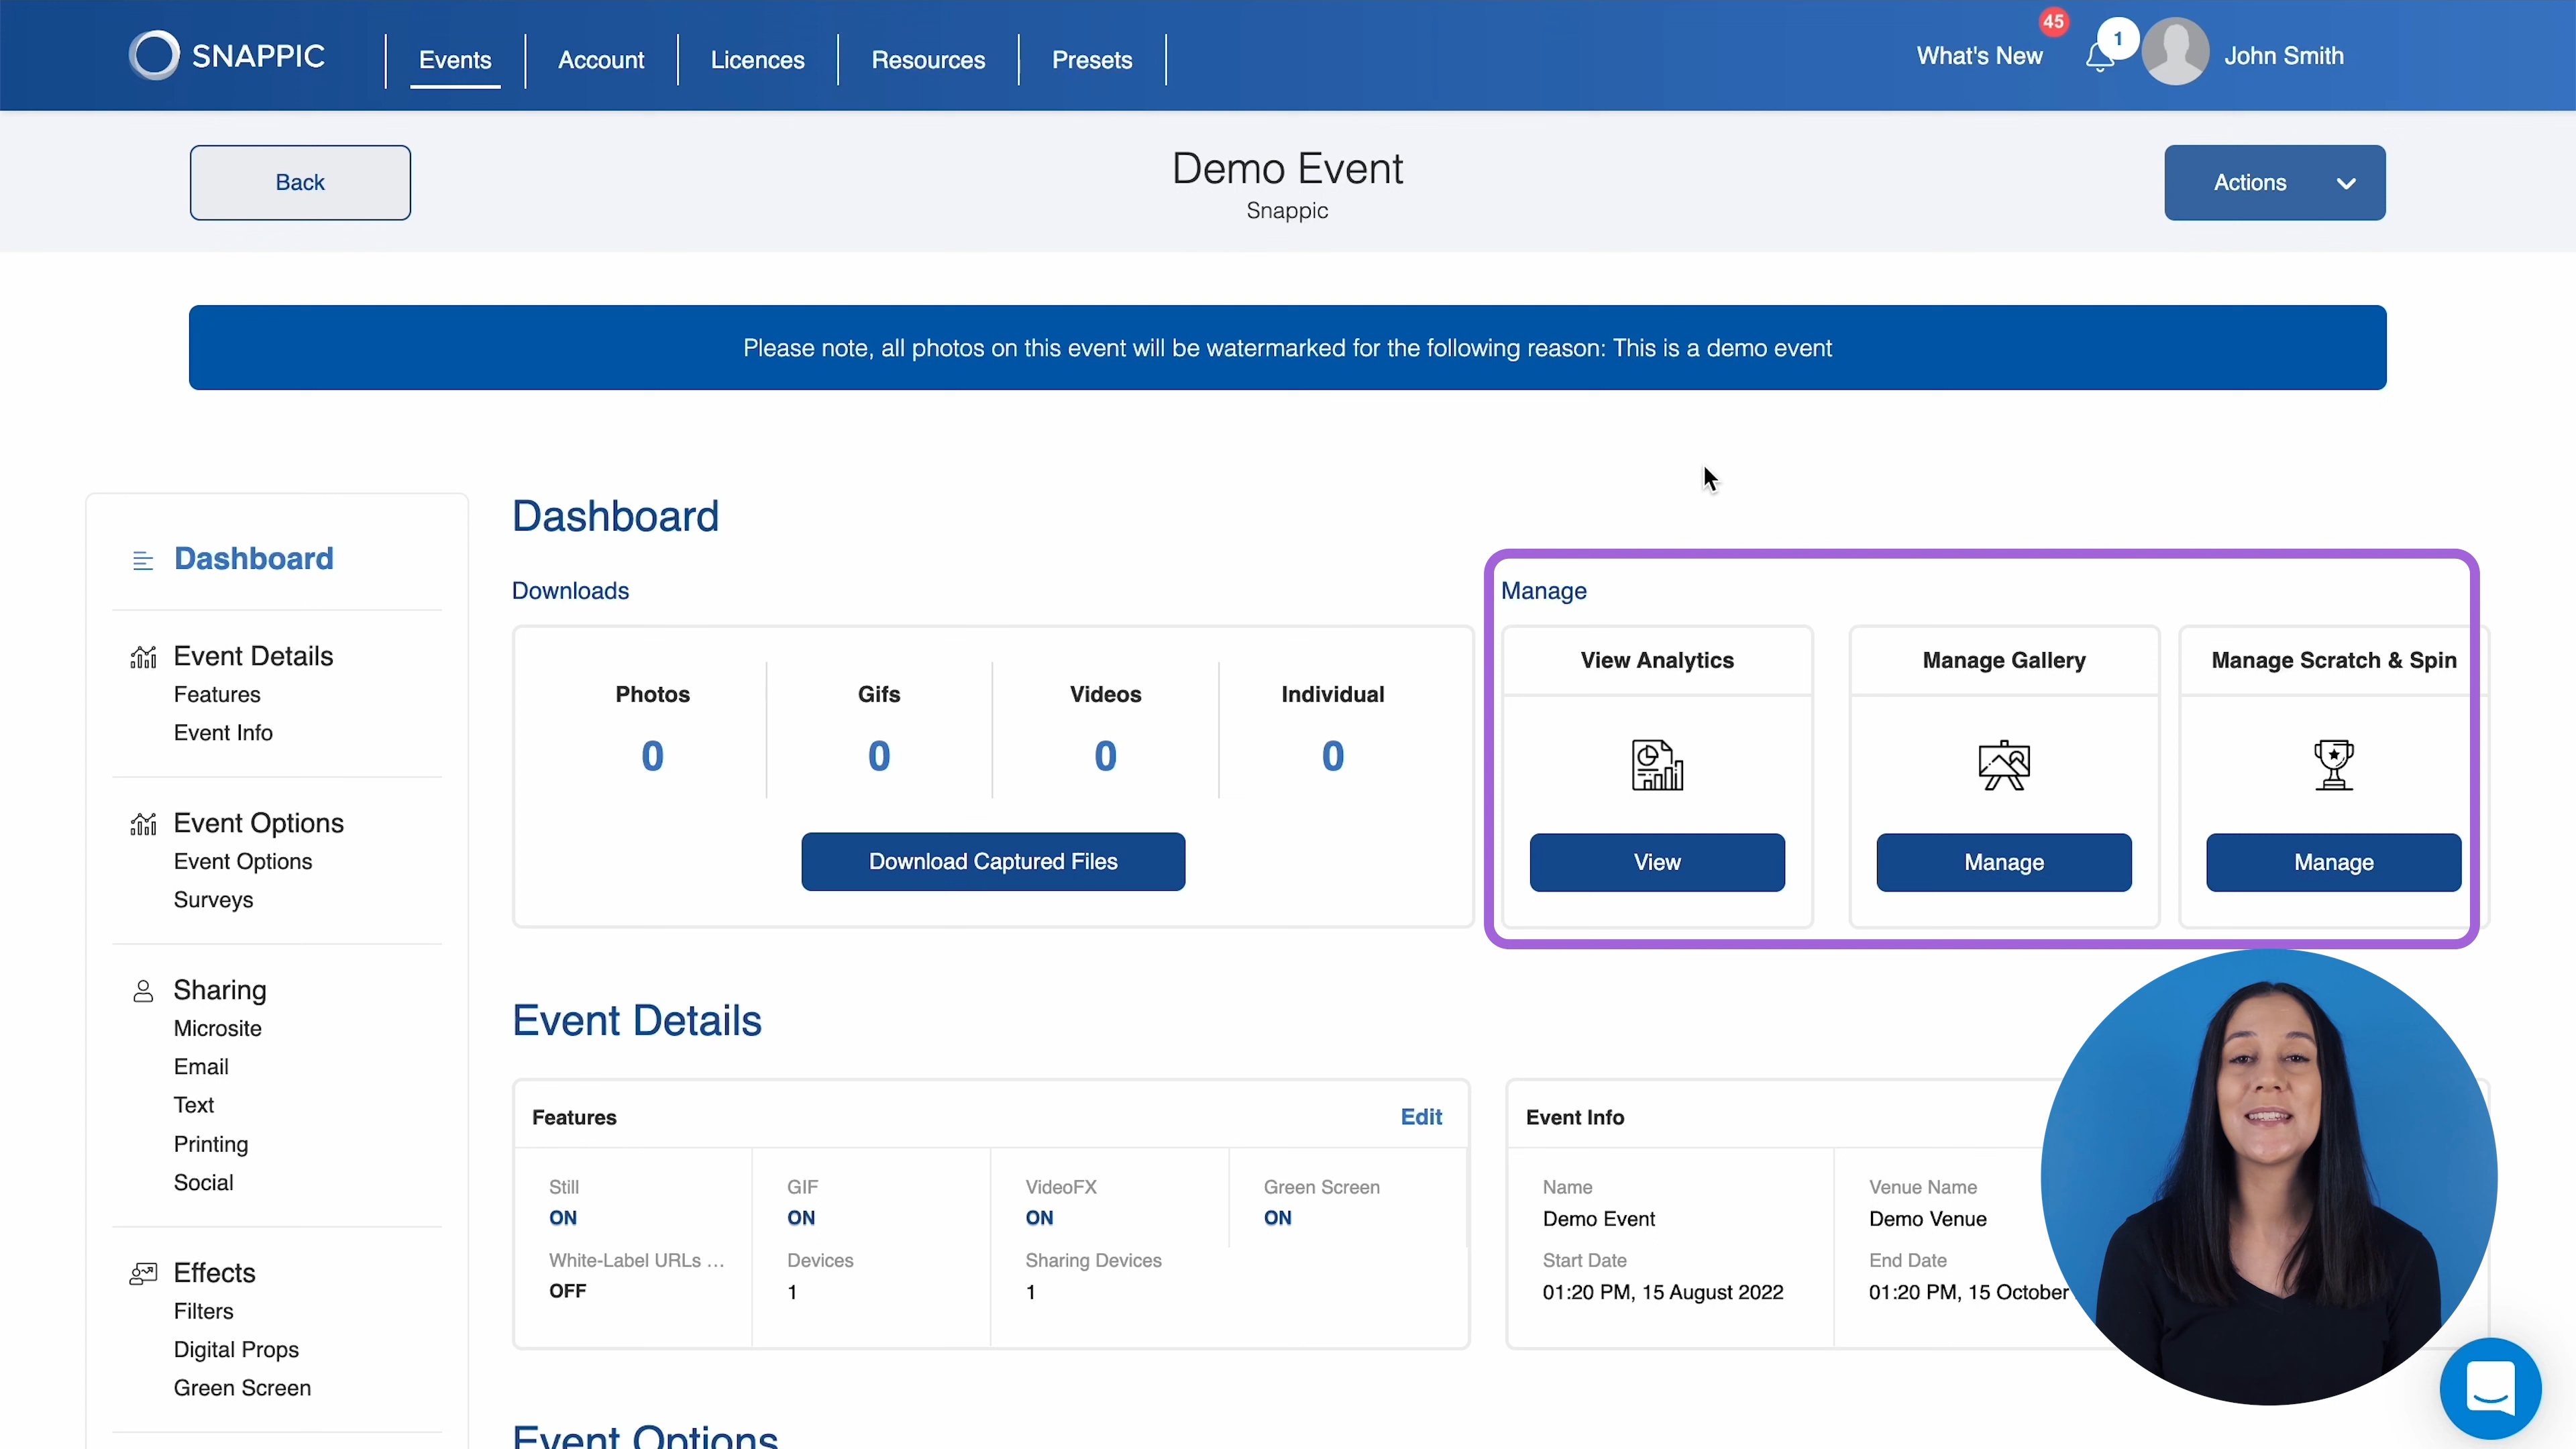 SNAPPIC
Events
Account
Licences
Resources
Presets
What's New
45
1
John Smith
Back
Demo Event
Snappic
Actions
Please note, all photos on this event will be watermarked for the following reason: This is a demo event
Dashboard
Event Details
Features
Event Info
Event Options
Event Options
Surveys
Sharing
Microsite
Email
Text
Printing
Social
Effects
Filters
Digital Props
Green Screen
Dashboard
Downloads
Photos
0
Gifs
0
Videos
0
Individual
0
Download Captured Files
Manage
View Analytics
View
Manage Gallery
Manage
Manage Scratch & Spin
Manage
Event Details
Features
Edit
Still
ON
GIF
ON
VideoFX
ON
Green Screen
ON
White-Label URLs ...
OFF
Devices
1
Sharing Devices
1
Event Info
Name
Demo Event
Venue Name
Demo Venue
Start Date
01:20 PM, 15 August 2022
End Date
01:20 PM, 15 October
Event Options